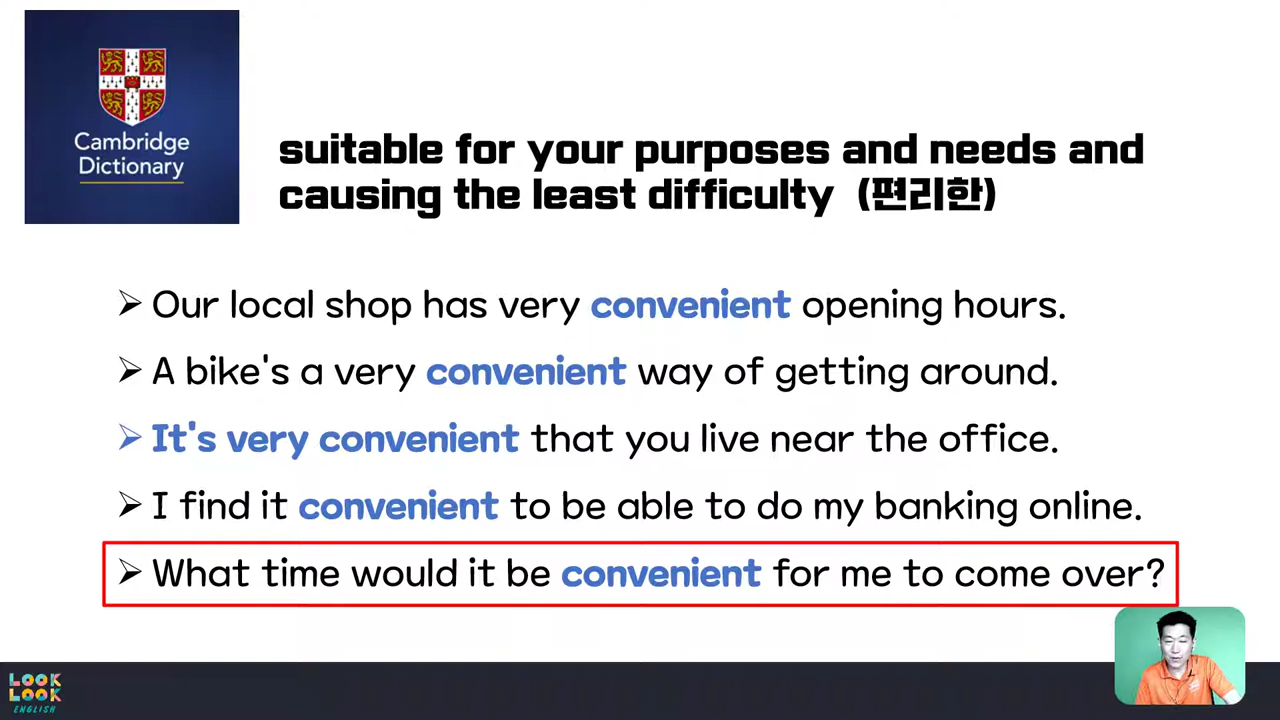 Cambridge
Dictionary
suitable for your purposes and needs and
causing the least difficulty (편리한)
Our local shop has very convenient opening hours.
A bike's a very convenient way of getting around.
It's very convenient that you live near the office.
I find it convenient to be able to do my banking online.
What time would it be convenient for me to come over?
LOOK
LOOK
ENGLISH